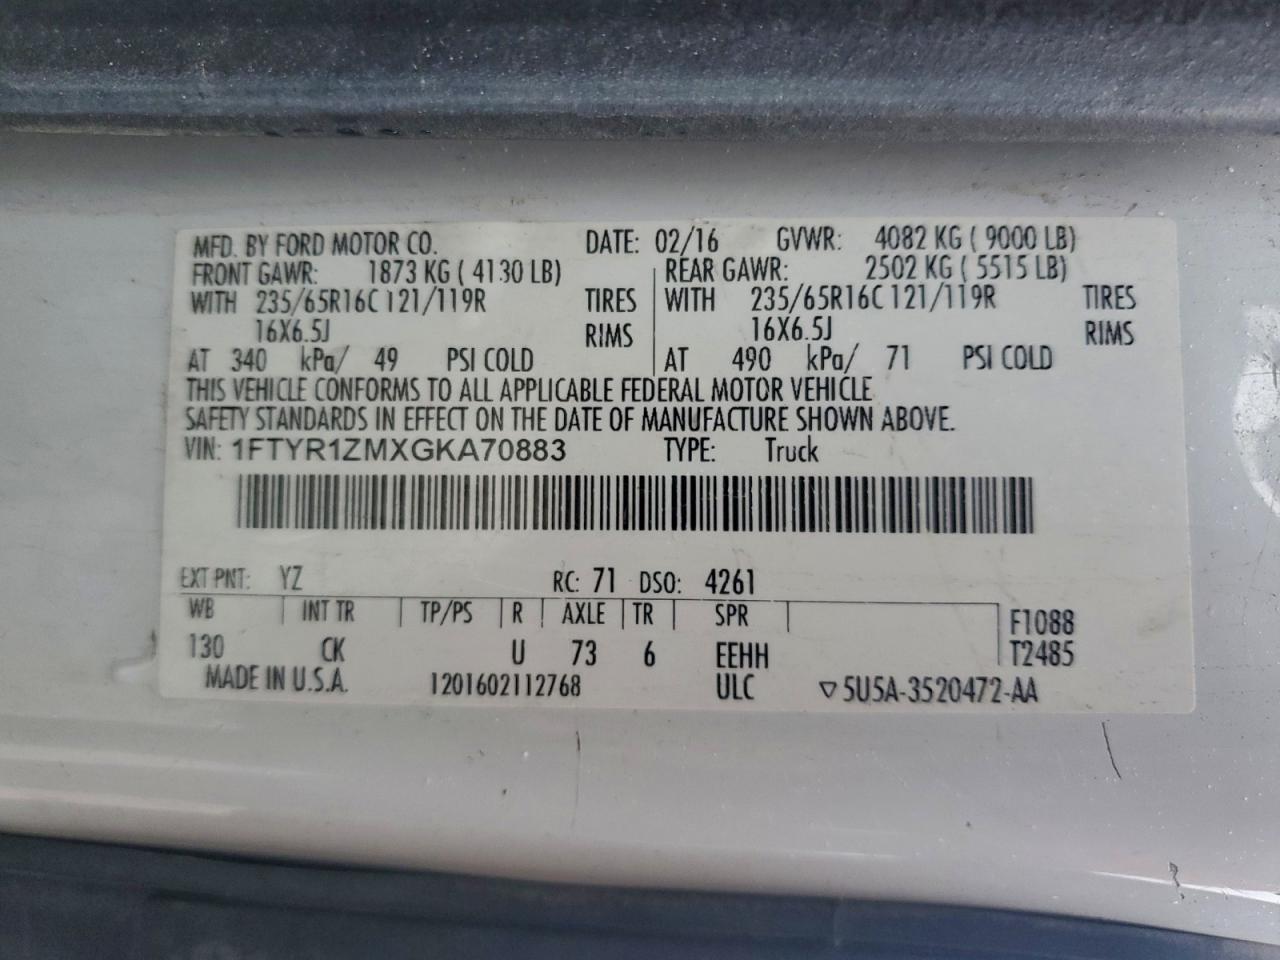 MFD. BY FORD MOTOR CO. DATE: 02/16 GVWR: 4082 KG ( 9000 LB)
FRONT GAWR: 1873 KG ( 4130 LB) REAR GAWR: 2502 KG ( 5515 LB)
WITH 235/65R16C 121/119R TIRES WITH 235/65R16C 121/119R TIRES
16X6.5J RIMS 16X6.5J RIMS
AT 340 kPa/ 49 PSI COLD AT 490 kPa/ 71 PSI COLD
THIS VEHICLE CONFORMS TO ALL APPLICABLE FEDERAL MOTOR VEHICLE
SAFETY STANDARDS IN EFFECT ON THE DATE OF MANUFACTURE SHOWN ABOVE.
VIN: 1FTYR1ZMXGKA70883 TYPE: Truck
EXT PNT: YZ RC: 71 DSO: 4261
WB INT TR TP/PS R AXLE TR SPR F1088
130 CK U 73 6 EEHH T2485
MADE IN U.S.A. 1201602112768 ULC ▽5U5A-3520472-AA